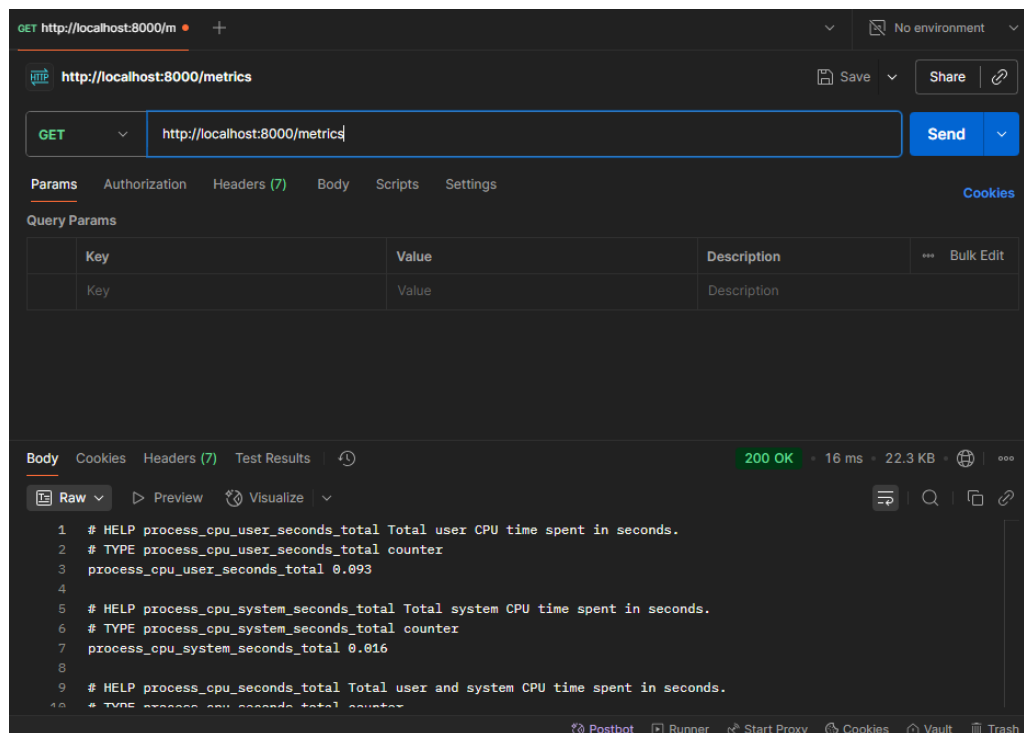 GET http://localhost:8000/m
No environment
HTTP http://localhost:8000/metrics
Save
Share
GET
http://localhost:8000/metrics
Send
Params Authorization Headers (7) Body Scripts Settings
Cookies
Query Params
Key Value Description ••• Bulk Edit
Key Value Description
Body Cookies Headers (7) Test Results
200 OK • 16 ms • 22.3 KB •
Raw Preview Visualize
1 # HELP process_cpu_user_seconds_total Total user CPU time spent in seconds.
2 # TYPE process_cpu_user_seconds_total counter
3 process_cpu_user_seconds_total 0.093
4
5 # HELP process_cpu_system_seconds_total Total system CPU time spent in seconds.
6 # TYPE process_cpu_system_seconds_total counter
7 process_cpu_system_seconds_total 0.016
8
9 # HELP process_cpu_seconds_total Total user and system CPU time spent in seconds.
10 # TYPE process_cpu_seconds_total counter
Postbot Runner Start Proxy Cookies Vault Trash